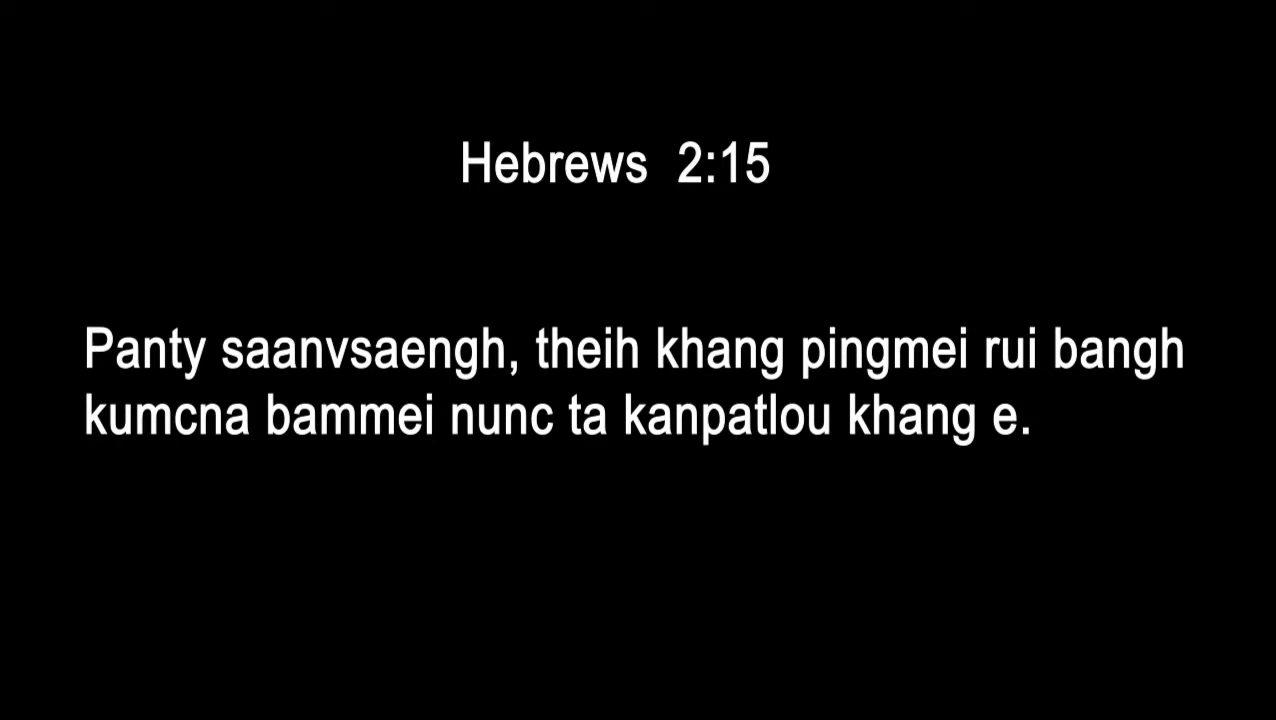 Hebrews 2:15
Panty saanvsaengh, theih khang pingmei rui bangh
kumcna bammei nunc ta kanpatlou khang e.